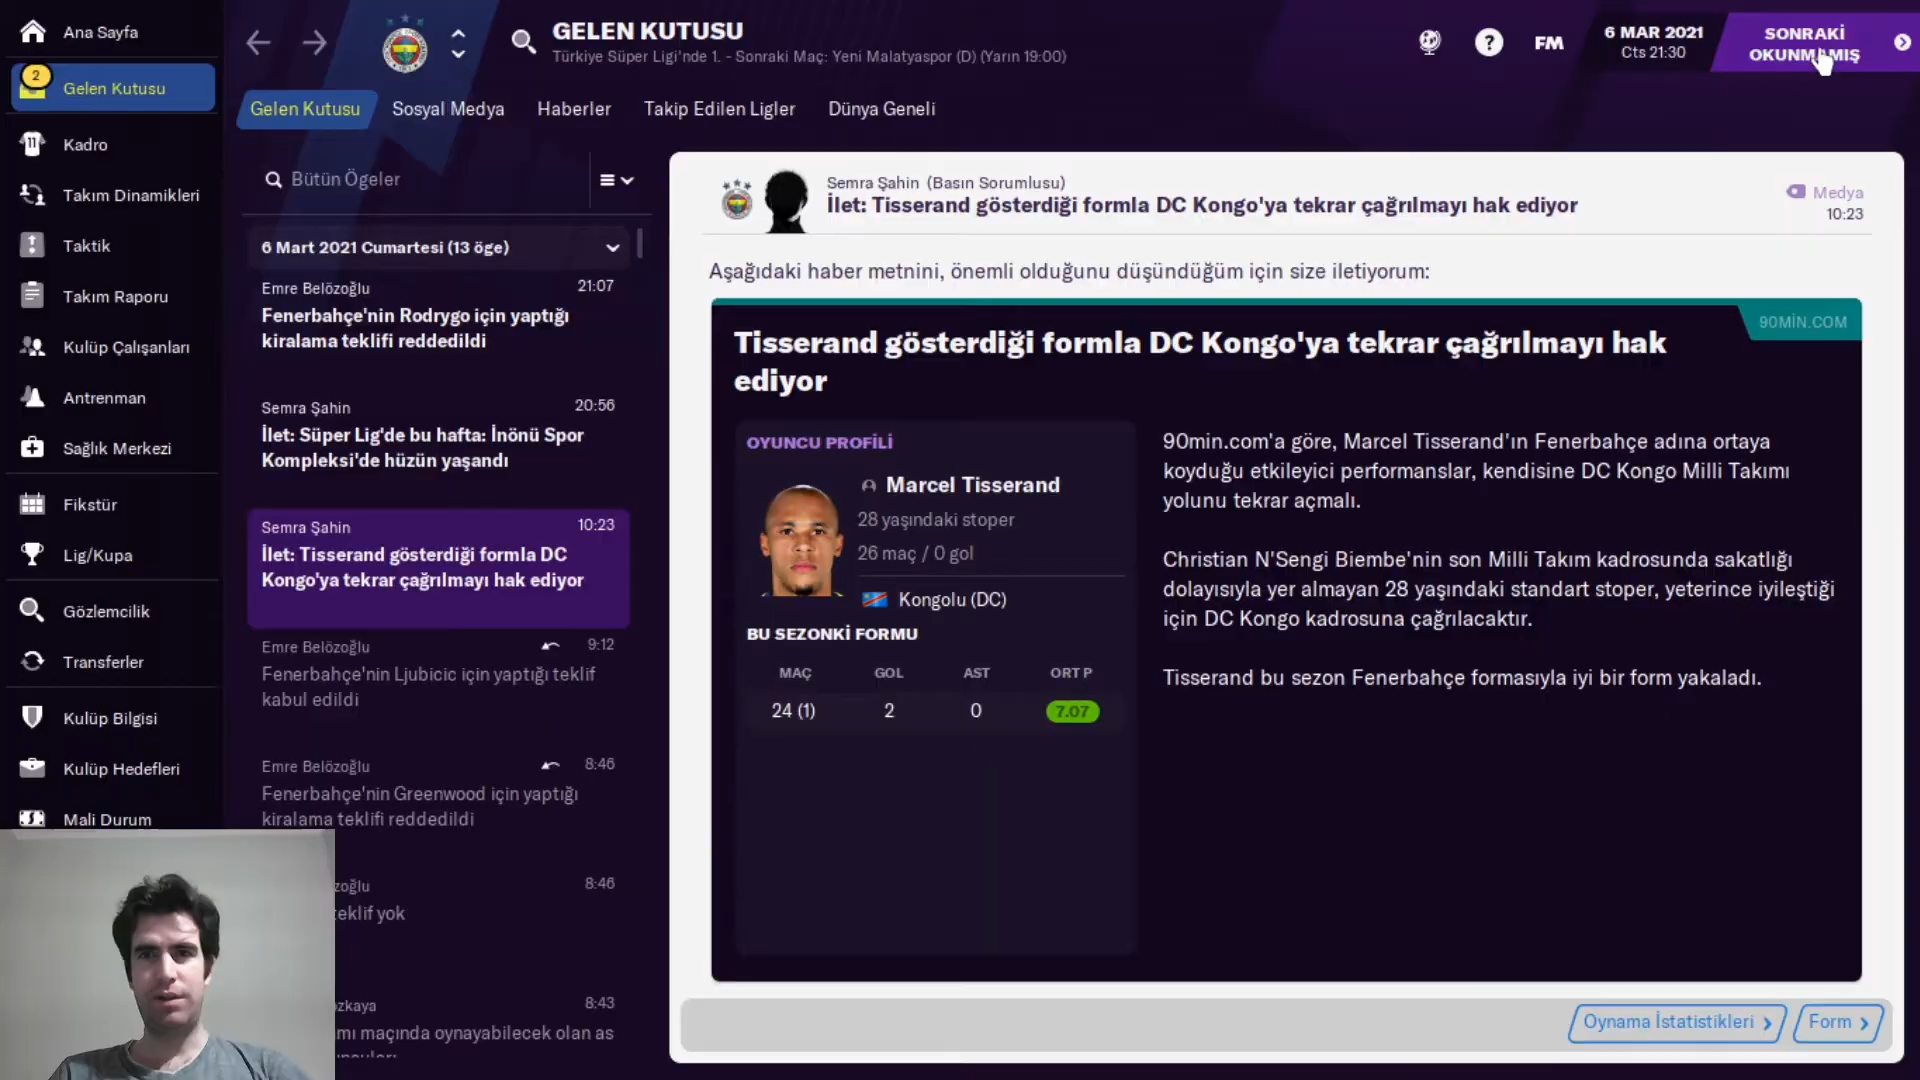 Ana Sayfa
2
Gelen Kutusu
Kadro
Takım Dinamikleri
Taktik
Takım Raporu
Kulüp Çalışanları
Antrenman
Sağlık Merkezi
Fikstür
Lig/Kupa
Gözlemcilik
Transferler
Kulüp Bilgisi
Kulüp Hedefleri
Mali Durum
GELEN KUTUSU
Türkiye Süper Ligi'nde 1. - Sonraki Maç: Yeni Malatyaspor (D) (Yarın 19:00)
?
FM
6 MAR 2021
Cts 21:30
SONRAKİ
OKUNMAMIŞ
Gelen Kutusu
Sosyal Medya
Haberler
Takip Edilen Ligler
Dünya Geneli
Bütün Ögeler
6 Mart 2021 Cumartesi (13 öge)
Emre Belözoğlu 21:07
Fenerbahçe'nin Rodrygo için yaptığı
kiralama teklifi reddedildi
Semra Şahin 20:56
İlet: Süper Lig'de bu hafta: İnönü Spor
Kompleksi'de hüzün yaşandı
Semra Şahin 10:23
İlet: Tisserand gösterdiği formla DC
Kongo'ya tekrar çağrılmayı hak ediyor
Emre Belözoğlu 9:12
Fenerbahçe'nin Ljubicic için yaptığı teklif
kabul edildi
Emre Belözoğlu 8:46
Fenerbahçe'nin Greenwood için yaptığı
kiralama teklifi reddedildi
zoğlu 8:46
teklif yok
ozkaya 8:43
mı maçında oynayabilecek olan as
Semra Şahin (Basın Sorumlusu)
İlet: Tisserand gösterdiği formla DC Kongo'ya tekrar çağrılmayı hak ediyor
Medya
10:23
Aşağıdaki haber metnini, önemli olduğunu düşündüğüm için size iletiyorum:
90MİN.COM
Tisserand gösterdiği formla DC Kongo'ya tekrar çağrılmayı hak
ediyor
OYUNCU PROFİLİ
Marcel Tisserand
28 yaşındaki stoper
26 maç / 0 gol
Kongolu (DC)
BU SEZONKİ FORMU
MAÇ GOL AST ORT P
24 (1) 2 0 7.07
90min.com'a göre, Marcel Tisserand'ın Fenerbahçe adına ortaya
koyduğu etkileyici performanslar, kendisine DC Kongo Milli Takımı
yolunu tekrar açmalı.
Christian N'Sengi Biembe'nin son Milli Takım kadrosunda sakatlığı
dolayısıyla yer almayan 28 yaşındaki standart stoper, yeterince iyileştiği
için DC Kongo kadrosuna çağrılacaktır.
Tisserand bu sezon Fenerbahçe formasıyla iyi bir form yakaladı.
Oynama İstatistikleri
Form